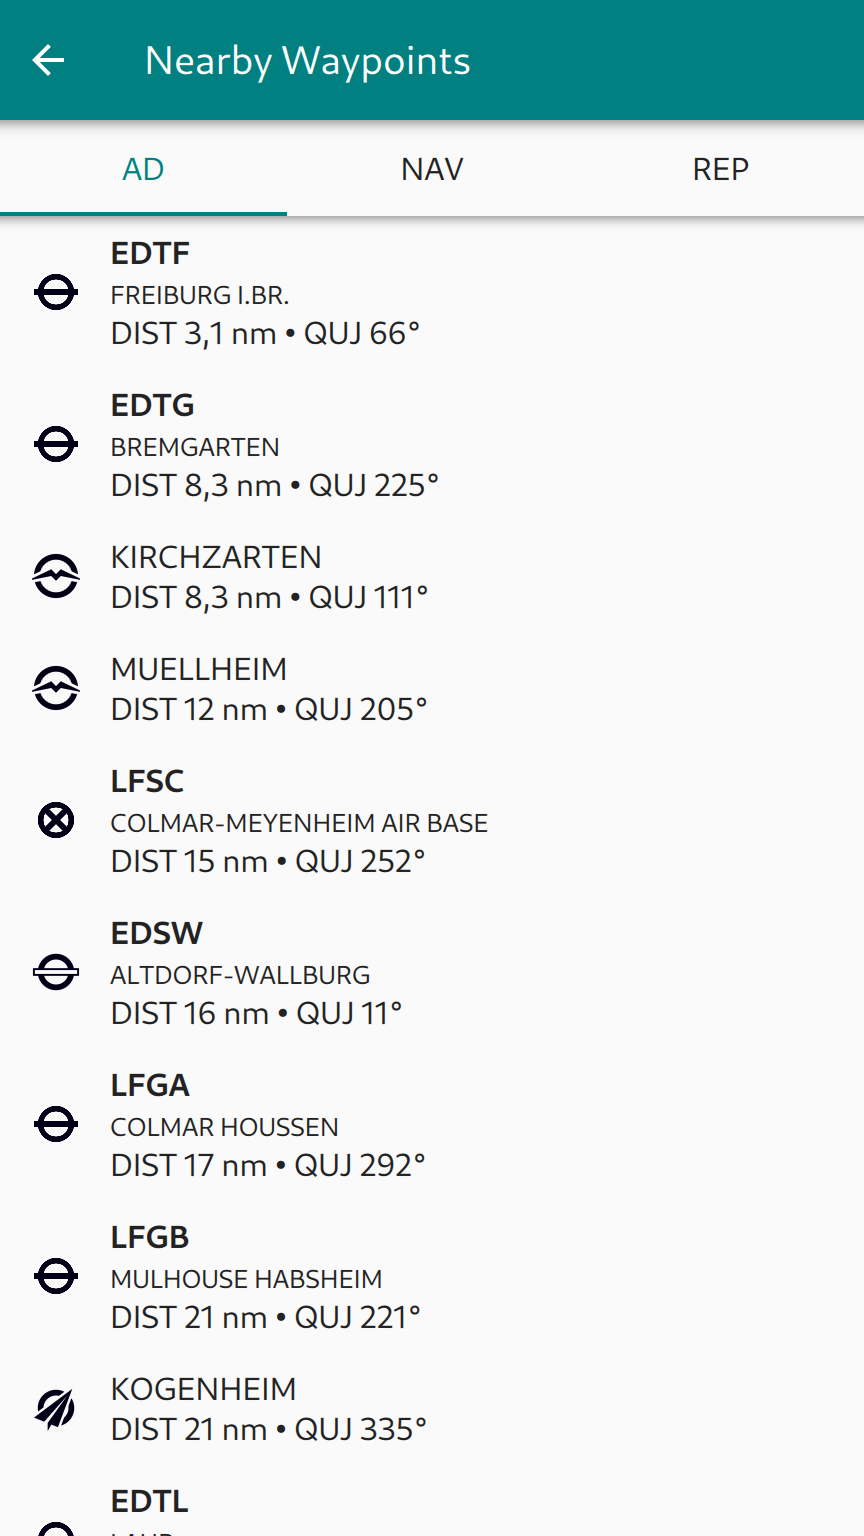 Nearby Waypoints
AD NAV REP
EDTF
FREIBURG I.BR.
DIST 3,1 nm • QUJ 66°
EDTG
BREMGARTEN
DIST 8,3 nm • QUJ 225°
KIRCHZARTEN
DIST 8,3 nm • QUJ 111°
MUELLHEIM
DIST 12 nm • QUJ 205°
LFSC
COLMAR-MEYENHEIM AIR BASE
DIST 15 nm • QUJ 252°
EDSW
ALTDORF-WALLBURG
DIST 16 nm • QUJ 11°
LFGA
COLMAR HOUSSEN
DIST 17 nm • QUJ 292°
LFGB
MULHOUSE HABSHEIM
DIST 21 nm • QUJ 221°
KOGENHEIM
DIST 21 nm • QUJ 335°
EDTL